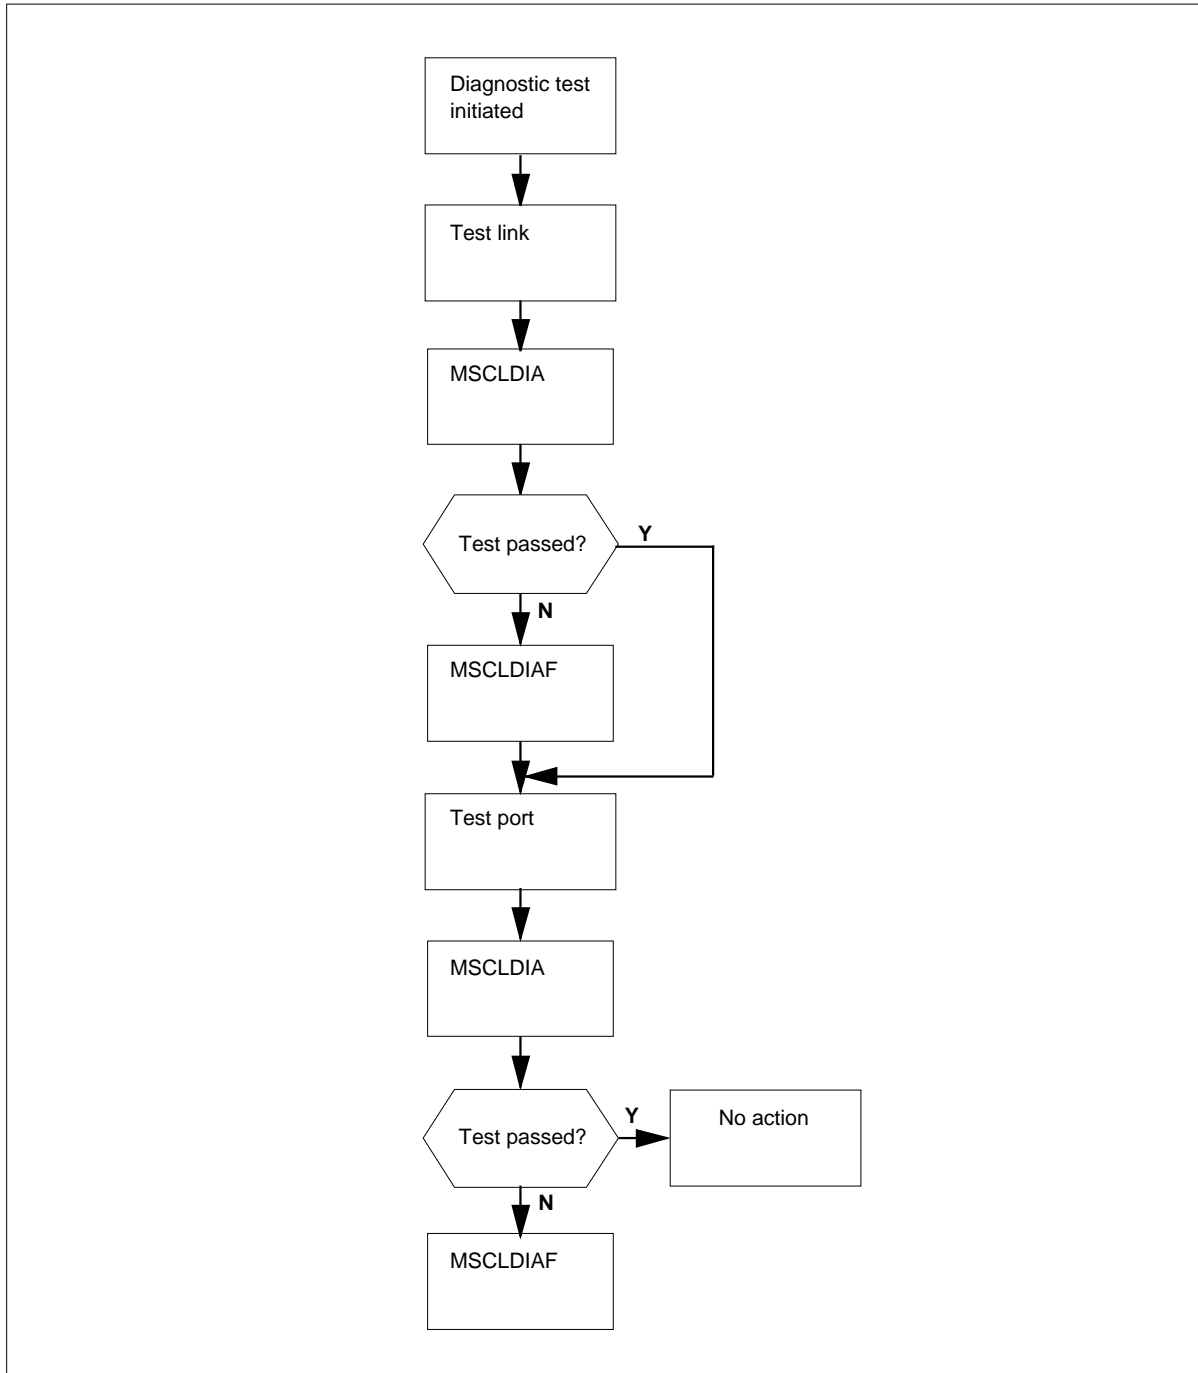 Diagnostic test
initiated
Test link
MSCLDIA
Test passed?
Y
N
MSCLDIAF
Test port
MSCLDIA
Test passed?
Y
No action
N
MSCLDIAF